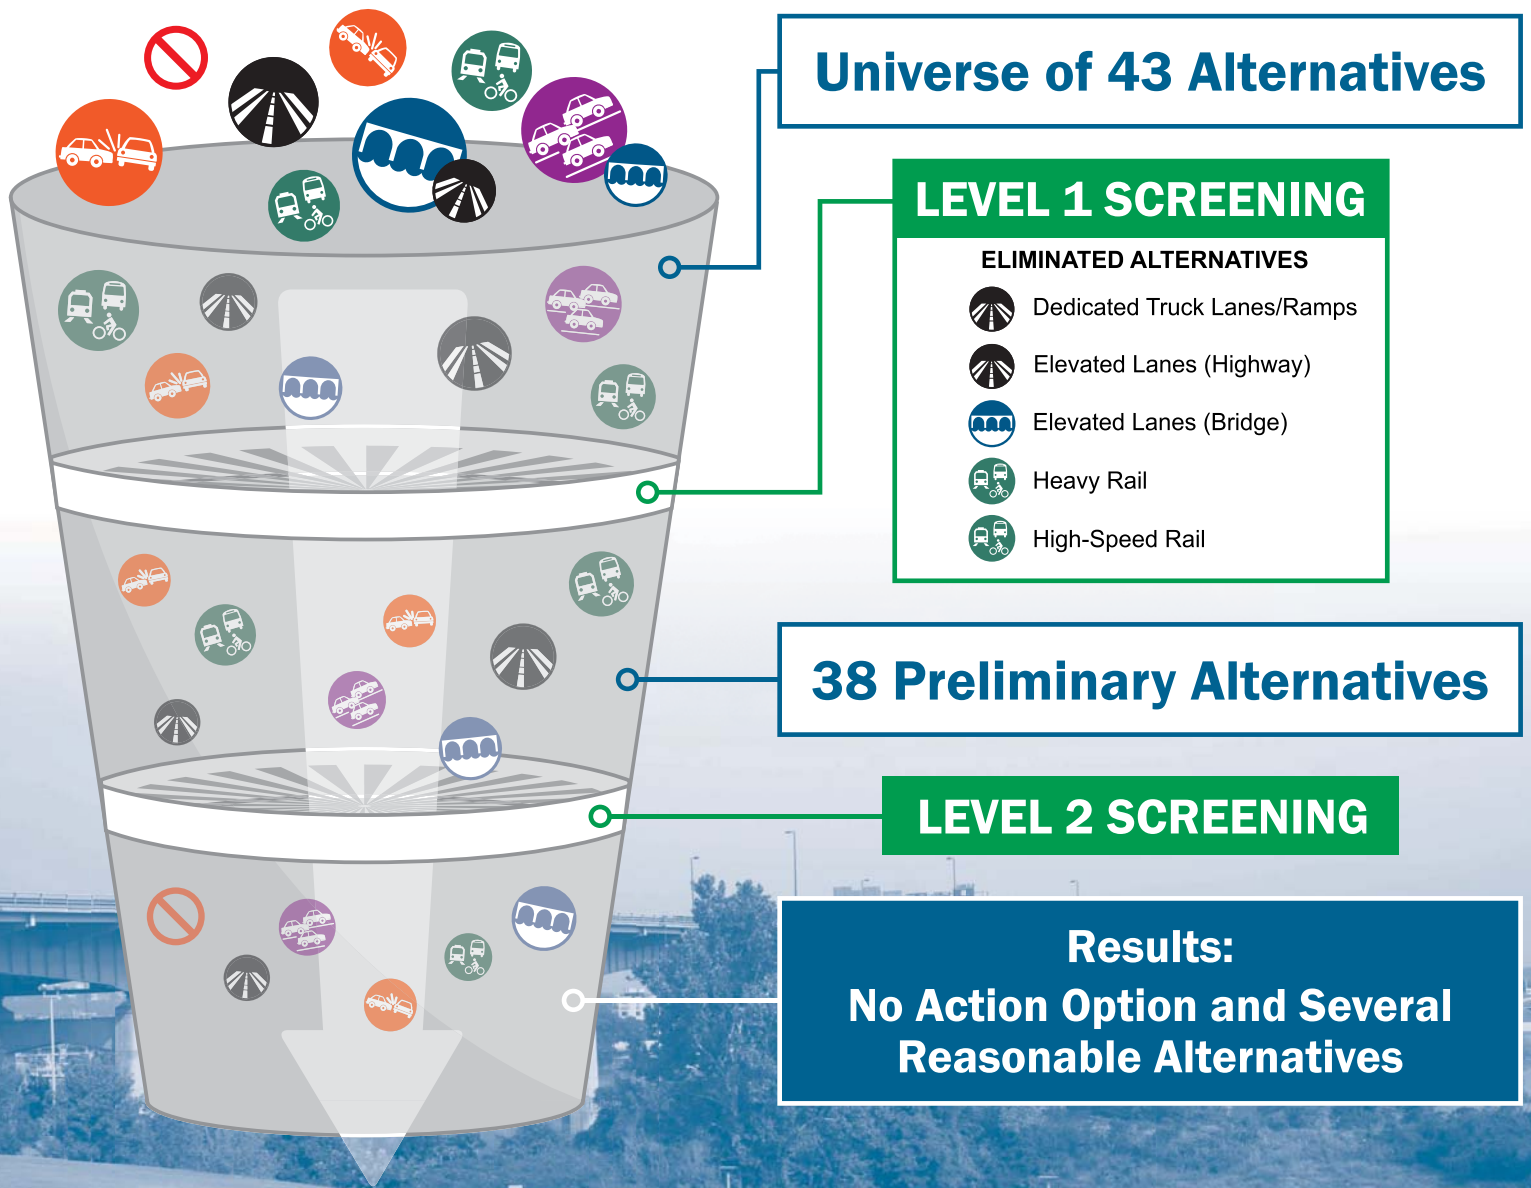 Universe of 43 Alternatives
LEVEL 1 SCREENING
ELIMINATED ALTERNATIVES
Dedicated Truck Lanes/Ramps
Elevated Lanes (Highway)
Elevated Lanes (Bridge)
Heavy Rail
High-Speed Rail
38 Preliminary Alternatives
LEVEL 2 SCREENING
Results:
No Action Option and Several
Reasonable Alternatives